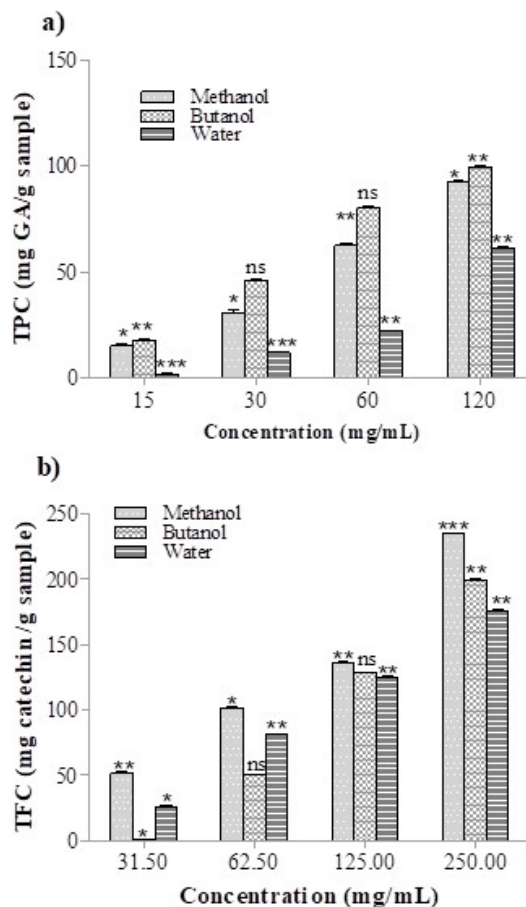 a)
150
Methanol
Butanol
Water
100
TPC (mg GA/g sample)
50
0
* ** ***
* ns ***
** ns **
* ** **
15 30 60 120
Concentration (mg/mL)
b)
250
Methanol
Butanol
Water
200
TFC (mg catechin/g sample)
150
100
50
0
** * *
* ns **
** ns **
*** ** **
31.50 62.50 125.00 250.00
Concentration (mg/mL)